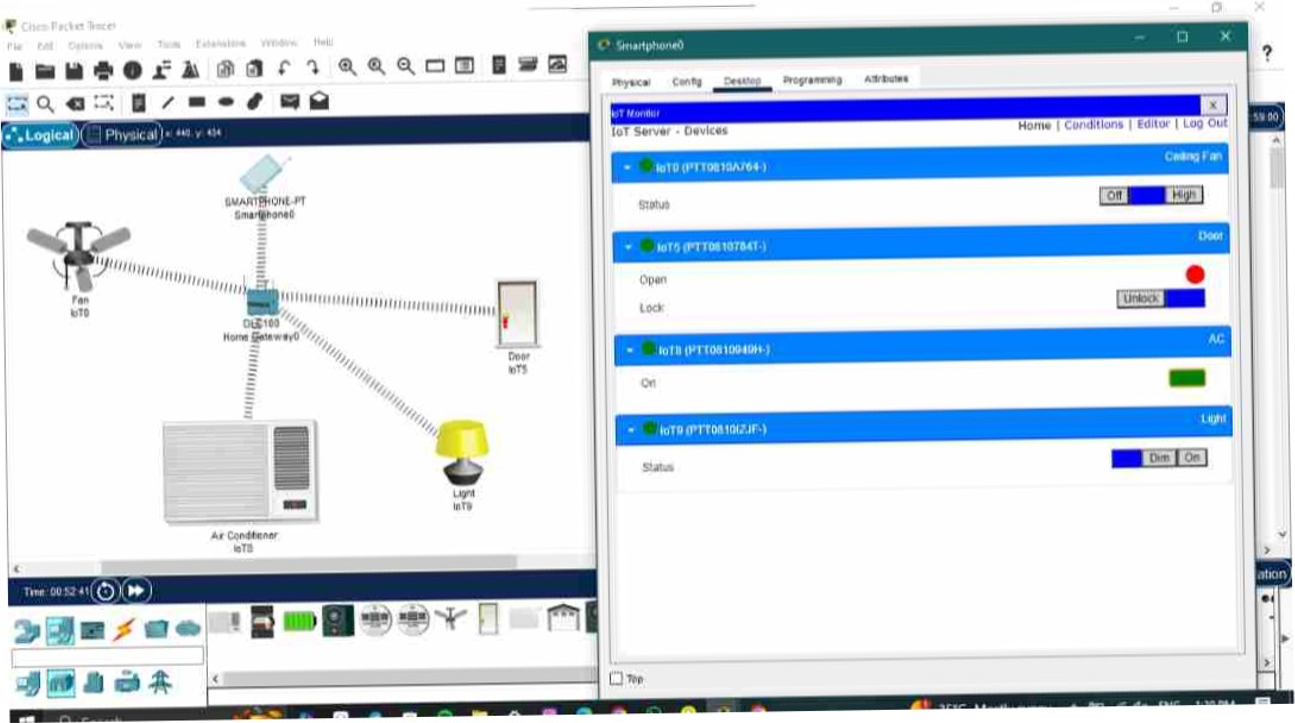 Cisco Packet Tracer
File Edit Options View Tools Extensions Window Help
Logical Physical x: 440, y: 434
SMARTPHONE-PT
Smartphone0
Fan
IoT0
DLC100
Home Gateway0
Door
IoT5
Light
IoT9
Air Conditioner
IoT8
Time: 00:52:41
Smartphone0
Physical Config Desktop Programming Attributes
IoT Monitor X
IoT Server - Devices Home | Conditions | Editor | Log Out
IoT0 (PTT0810A764-) Ceiling Fan
Status Off High
IoT5 (PTT0810784T-) Door
Open
Lock Unlock
IoT8 (PTT0810949H-) AC
On
Light
Status Dim On
Top
?
59:00
ation